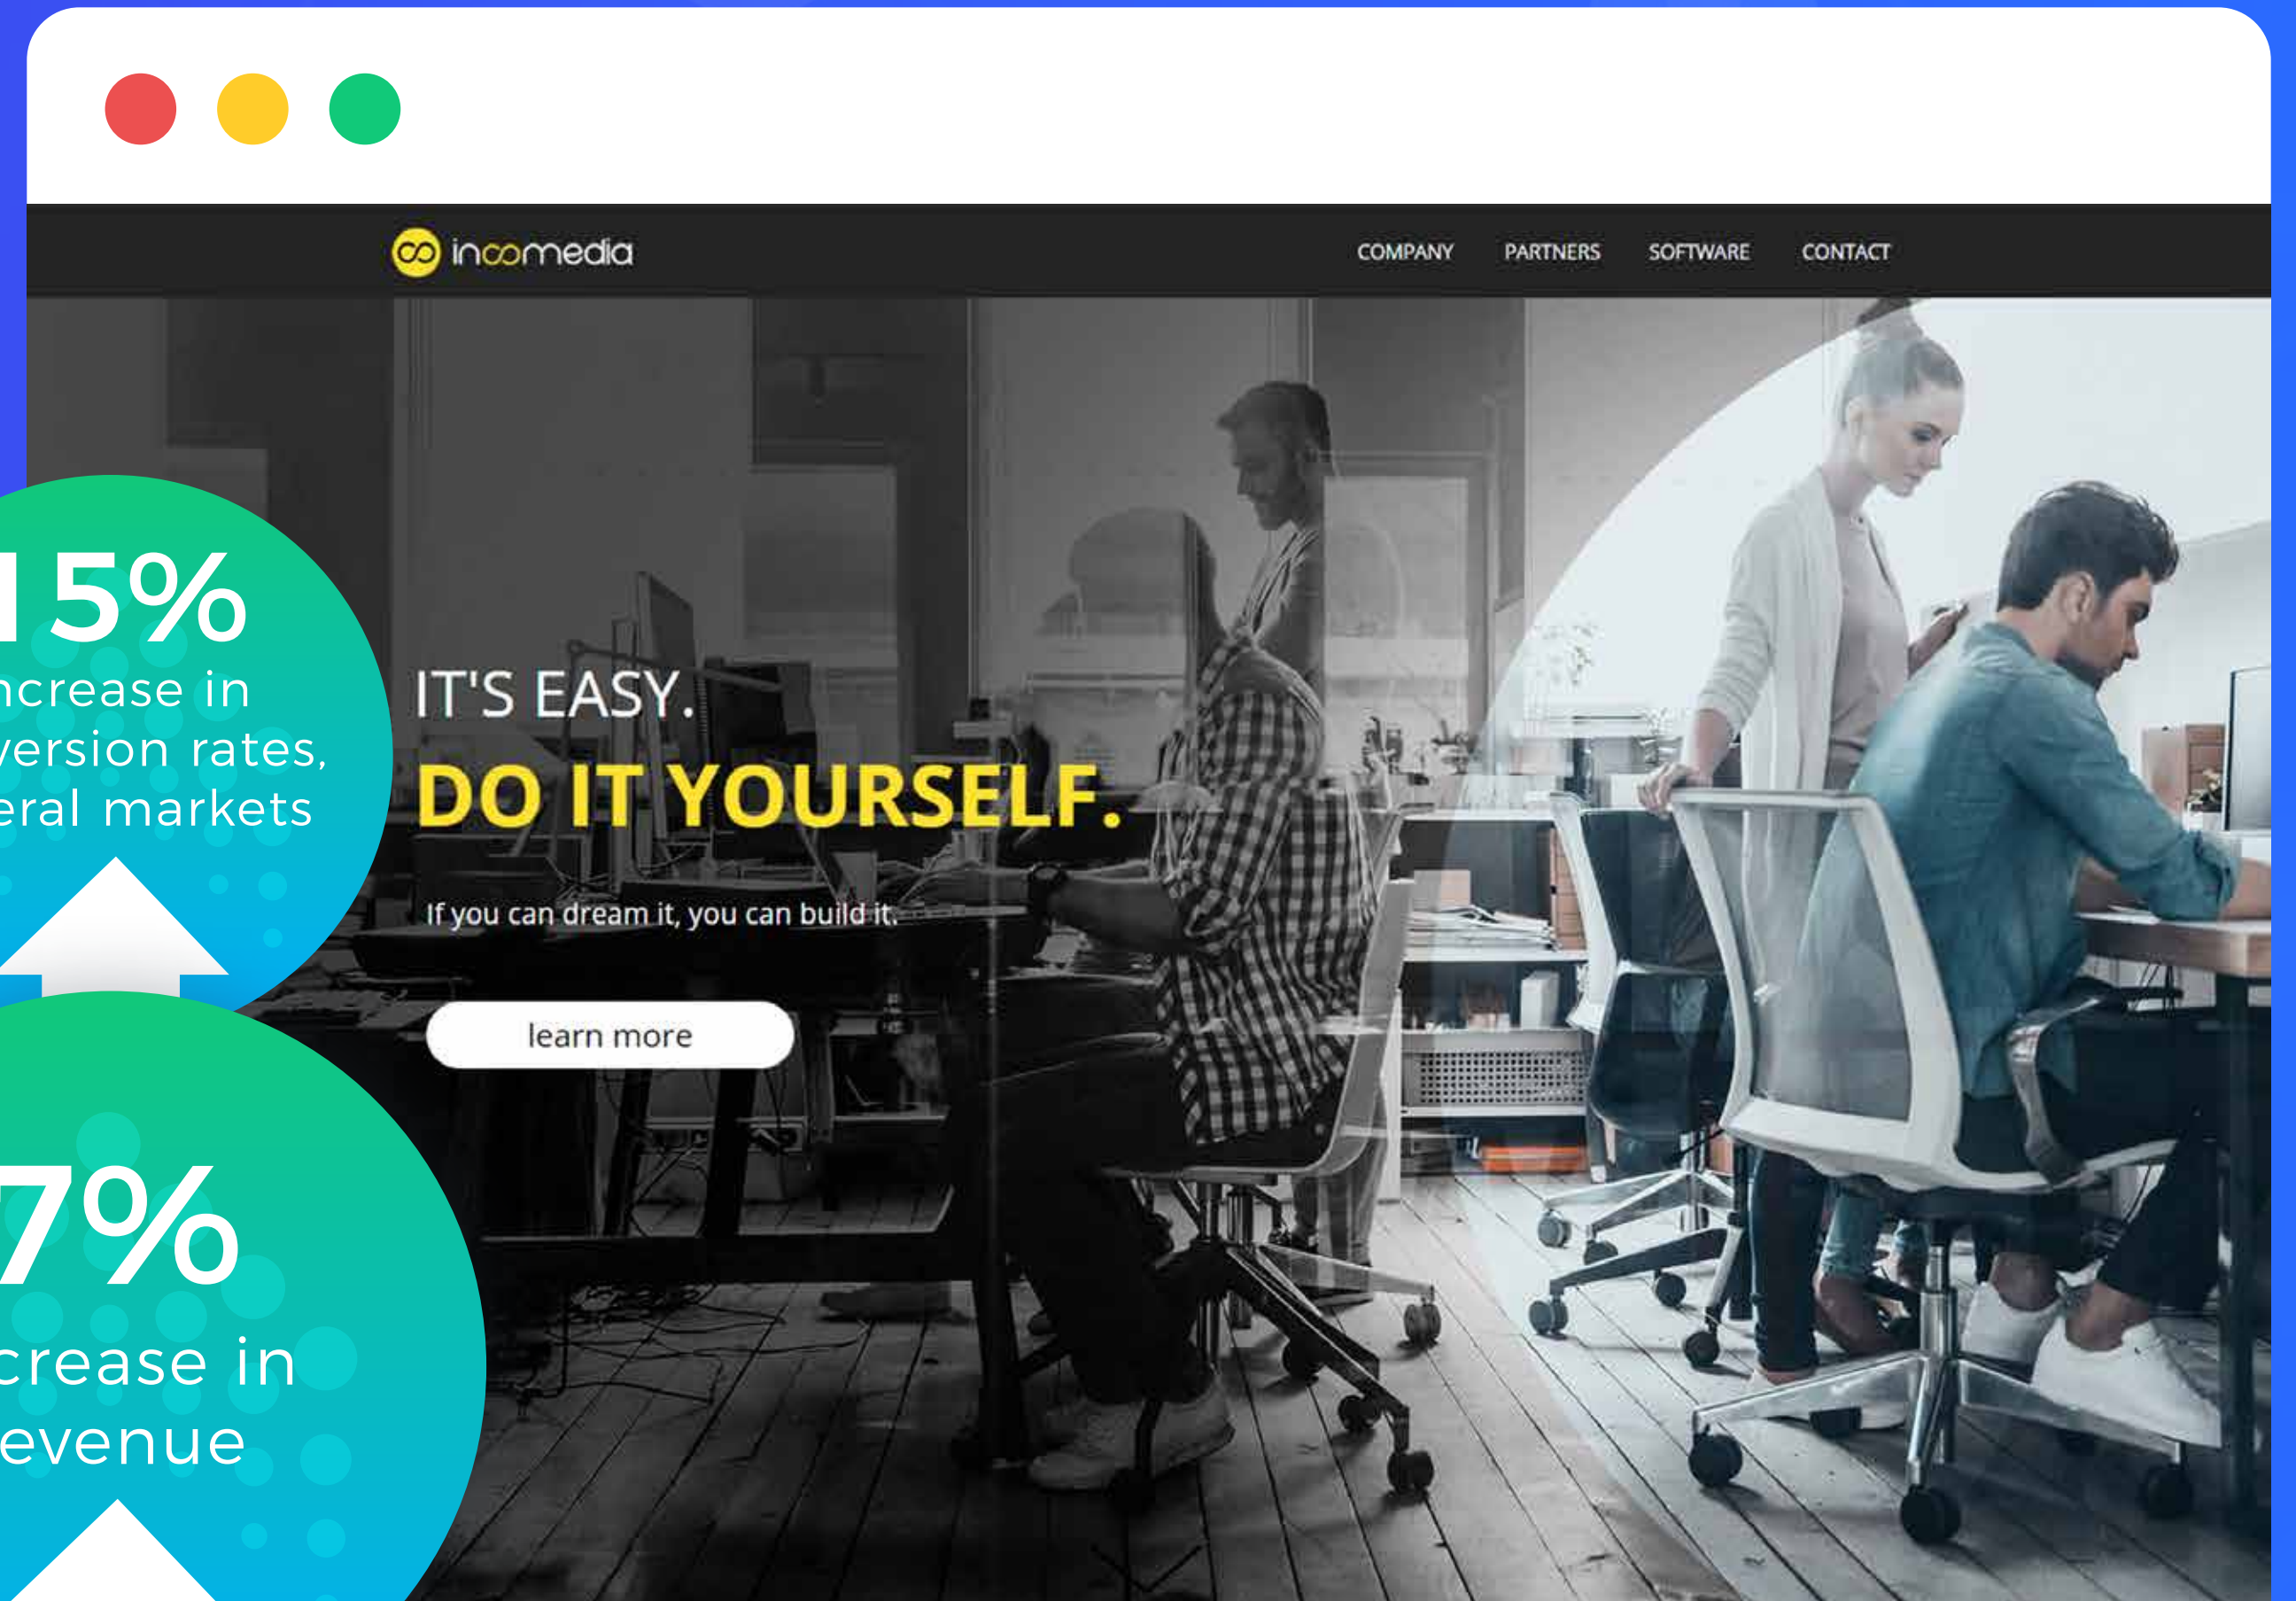 incomedia
COMPANY PARTNERS SOFTWARE CONTACT
15%
ncrease in
version rates,
eral markets
IT'S EASY.
DO IT YOURSELF.
If you can dream it, you can build it.
learn more
7%
crease in
evenue